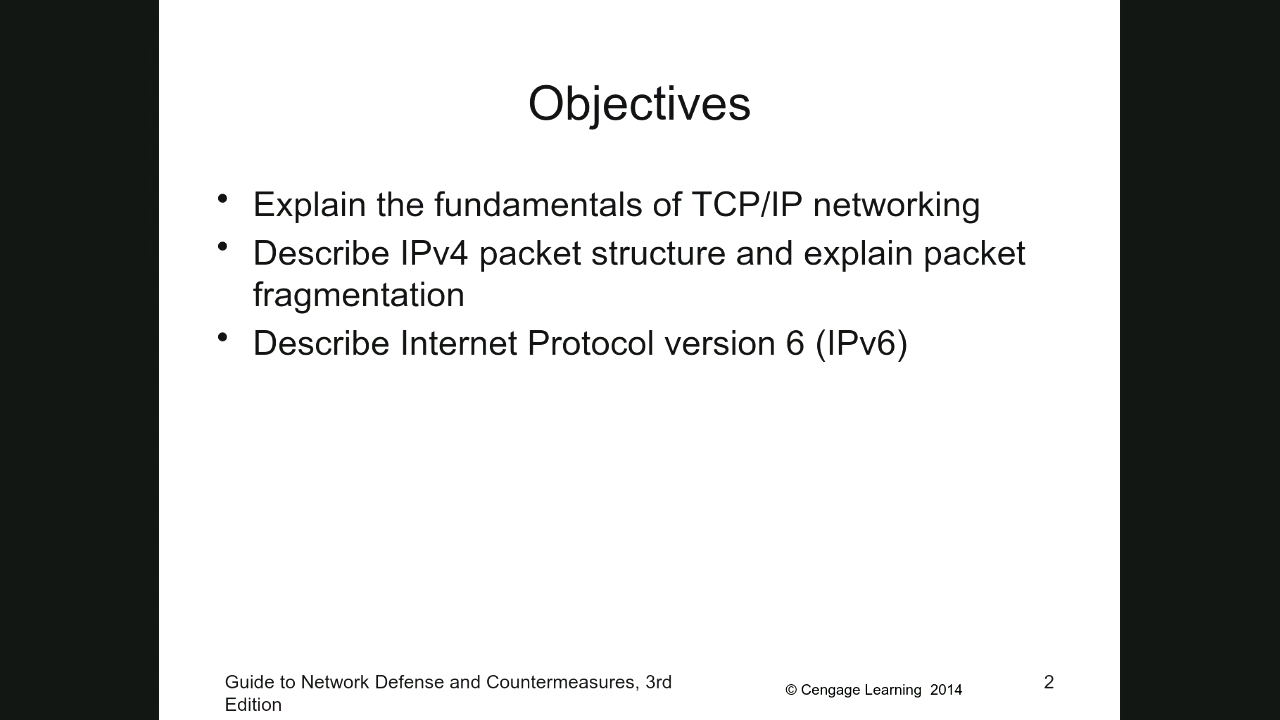 Objectives
• Explain the fundamentals of TCP/IP networking
• Describe IPv4 packet structure and explain packet
fragmentation
• Describe Internet Protocol version 6 (IPv6)
Guide to Network Defense and Countermeasures, 3rd
Edition
© Cengage Learning 2014
2